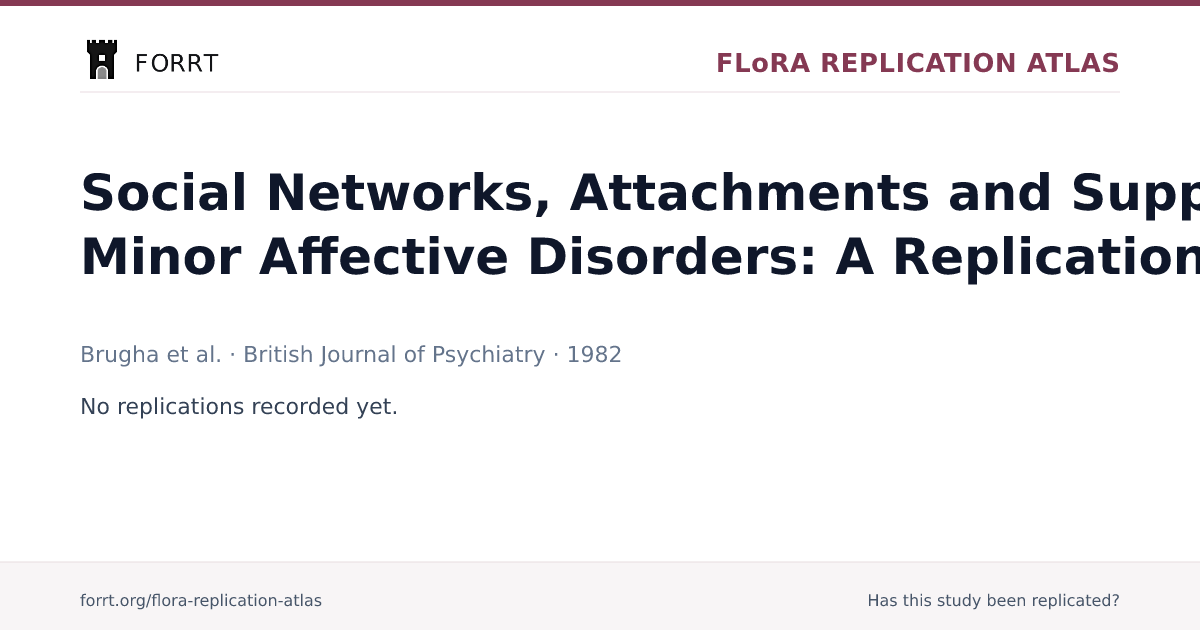 FORRT
FLoRA REPLICATION ATLAS
Social Networks, Attachments and
Minor Affective Disorders: A Replication
Brugha et al. · British Journal of Psychiatry · 1982
No replications recorded yet.
forrt.org/flora-replication-atlas
Has this study been replicated?